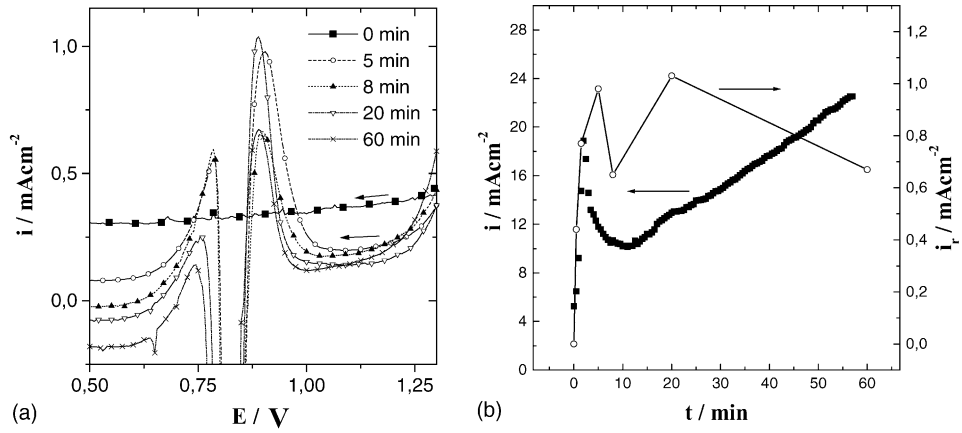 1,0
0,5
0,0
i / mAcm-2
0 min
5 min
8 min
20 min
60 min
0,50
0,75
1,00
1,25
E / V
(a)
28
24
20
16
12
8
4
0
i / mAcm-2
1,2
1,0
0,8
0,6
0,4
0,2
0,0
ir / mAcm-2
0
10
20
30
40
50
60
t / min
(b)